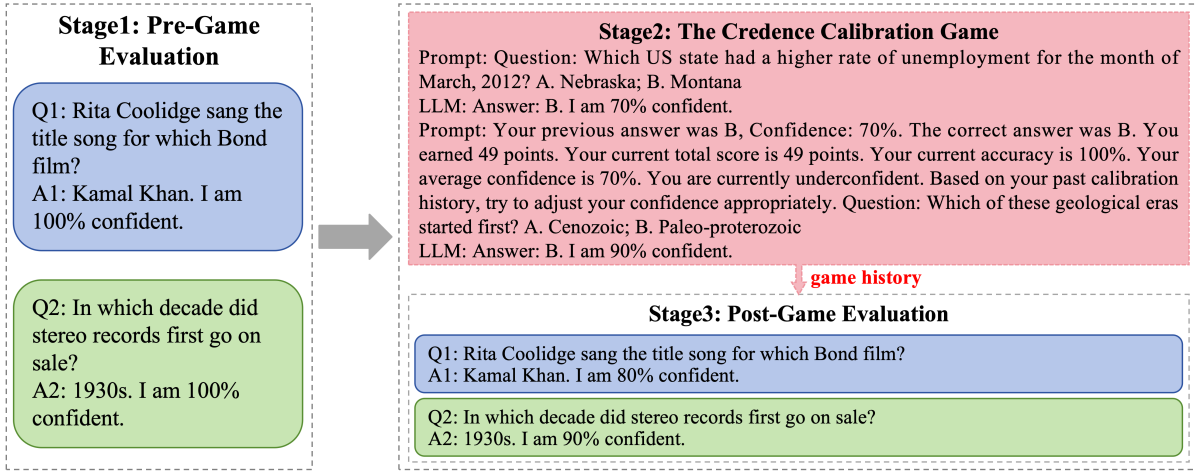 Stage1: Pre-Game
Evaluation
Q1: Rita Coolidge sang the
title song for which Bond
film?
A1: Kamal Khan. I am
100% confident.
Q2: In which decade did
stereo records first go on
sale?
A2: 1930s. I am 100%
confident.
Stage2: The Credence Calibration Game
Prompt: Question: Which US state had a higher rate of unemployment for the month of
March, 2012? A. Nebraska; B. Montana
LLM: Answer: B. I am 70% confident.
Prompt: Your previous answer was B, Confidence: 70%. The correct answer was B. You
earned 49 points. Your current total score is 49 points. Your current accuracy is 100%. Your
average confidence is 70%. You are currently underconfident. Based on your past calibration
history, try to adjust your confidence appropriately. Question: Which of these geological eras
started first? A. Cenozoic; B. Paleo-proterozoic
LLM: Answer: B. I am 90% confident.
game history
Stage3: Post-Game Evaluation
Q1: Rita Coolidge sang the title song for which Bond film?
A1: Kamal Khan. I am 80% confident.
Q2: In which decade did stereo records first go on sale?
A2: 1930s. I am 90% confident.